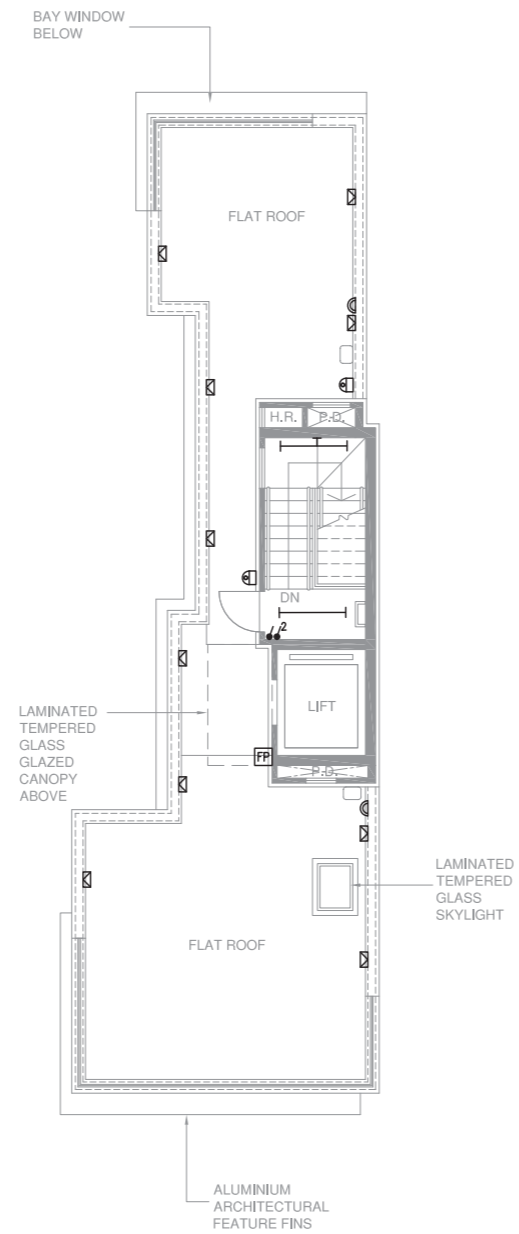 BAY WINDOW
BELOW
FLAT ROOF
H.R.
P.D.
DN
2
LIFT
LAMINATED
TEMPERED
GLASS
GLAZED
CANOPY
ABOVE
FP
P.D.
LAMINATED
TEMPERED
GLASS
SKYLIGHT
FLAT ROOF
ALUMINIUM
ARCHITECTURAL
FEATURE FINS